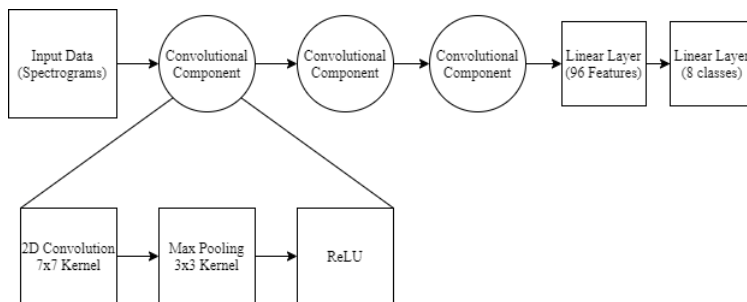 Input Data
(Spectrograms)
Convolutional
Component
Convolutional
Component
Convolutional
Component
Linear Layer
(96 Features)
Linear Layer
(8 classes)
2D Convolution
7x7 Kernel
Max Pooling
3x3 Kernel
ReLU